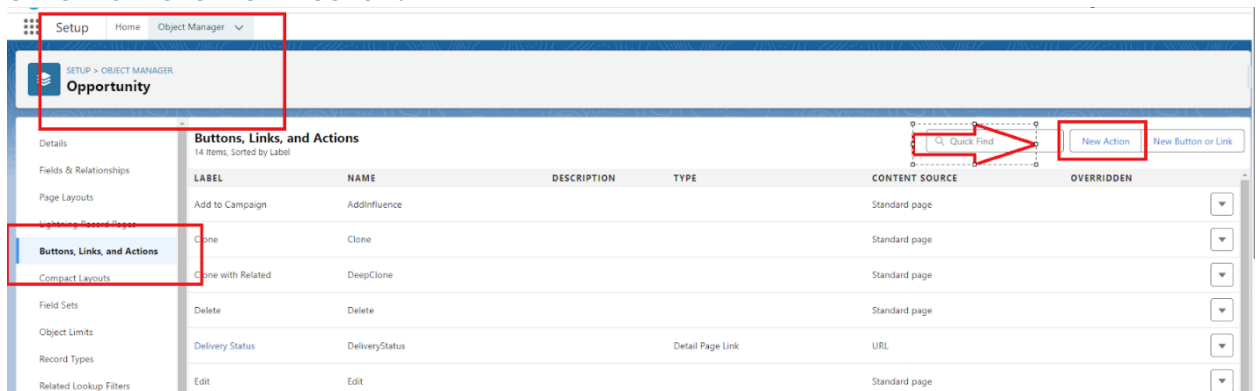 Setup Home Object Manager
SETUP > OBJECT MANAGER
Opportunity
Details
Fields & Relationships
Page Layouts
Lightning Record Pages
Buttons, Links, and Actions
Compact Layouts
Field Sets
Object Limits
Record Types
Related Lookup Filters
Buttons, Links, and Actions
14 Items, Sorted by Label
Quick Find New Action New Button or Link
LABEL NAME DESCRIPTION TYPE CONTENT SOURCE OVERRIDDEN
Add to Campaign AddInfluence Standard page
Clone Clone Standard page
Clone with Related DeepClone Standard page
Delete Delete Standard page
Delivery Status DeliveryStatus Detail Page Link URL
Edit Edit Standard page